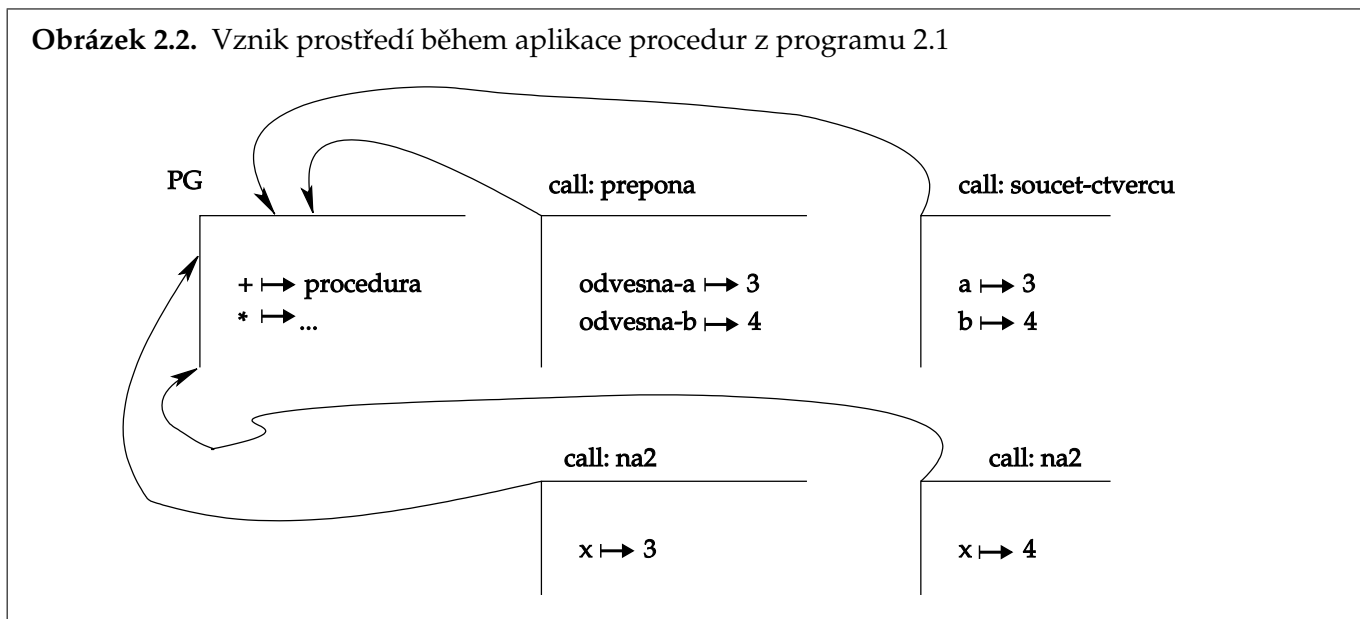 Obrázek 2.2. Vznik prostředí během aplikace procedur z programu 2.1
PG
call: prepona
call: soucet-ctvercu
+ ⟼ procedura
* ⟼ ...
odvesna-a ⟼ 3
odvesna-b ⟼ 4
a ⟼ 3
b ⟼ 4
call: na2
call: na2
x ⟼ 3
x ⟼ 4